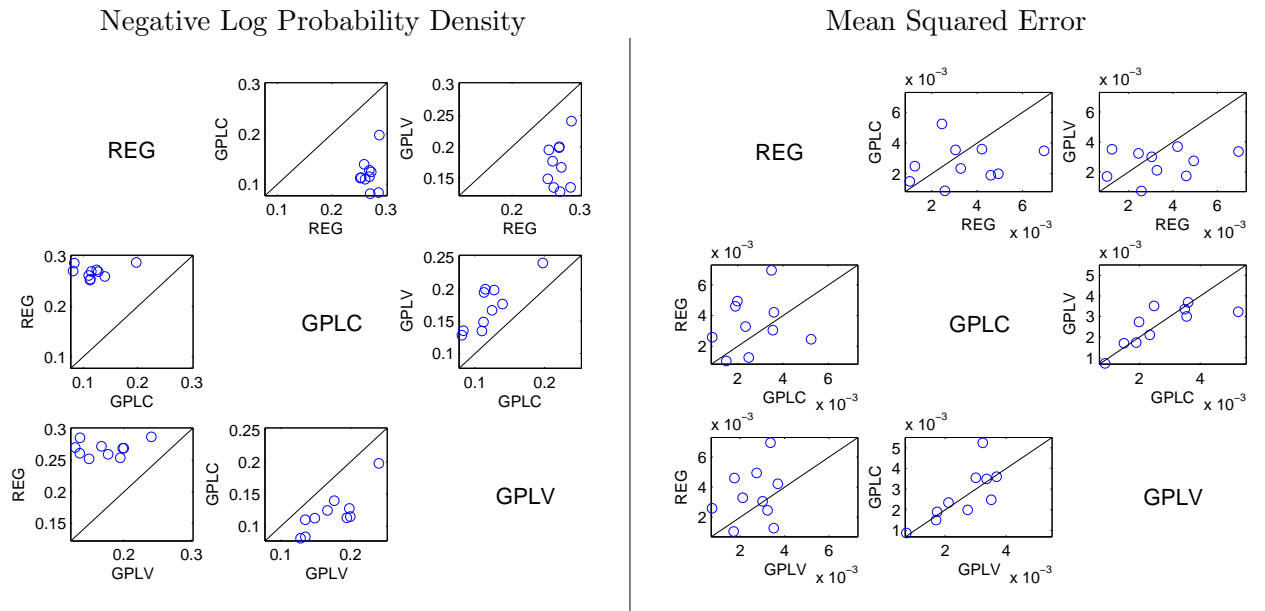 Negative Log Probability Density
Mean Squared Error
REG
0.3
0.2
0.1
GPLC
0.1
0.2
0.3
REG
0.3
0.25
0.2
0.15
GPLV
0.2
0.3
REG
REG
x 10⁻³
6
4
2
GPLC
2
4
6
REG
x 10⁻³
x 10⁻³
6
4
2
GPLV
2
4
6
REG
x 10⁻³
0.3
0.2
0.1
REG
0.1
0.2
0.3
GPLC
GPLC
0.25
0.2
0.15
0.1
GPLV
0.1
0.2
GPLC
x 10⁻³
6
4
2
REG
2
4
6
GPLC
x 10⁻³
GPLC
x 10⁻³
5
4
3
2
1
GPLV
2
4
GPLC
x 10⁻³
0.3
0.25
0.2
0.15
REG
0.2
0.3
GPLV
0.25
0.2
0.15
0.1
GPLC
0.1
0.2
GPLV
GPLV
x 10⁻³
6
4
2
REG
2
4
6
GPLV
x 10⁻³
x 10⁻³
5
4
3
2
1
GPLC
2
4
GPLV
x 10⁻³
GPLV